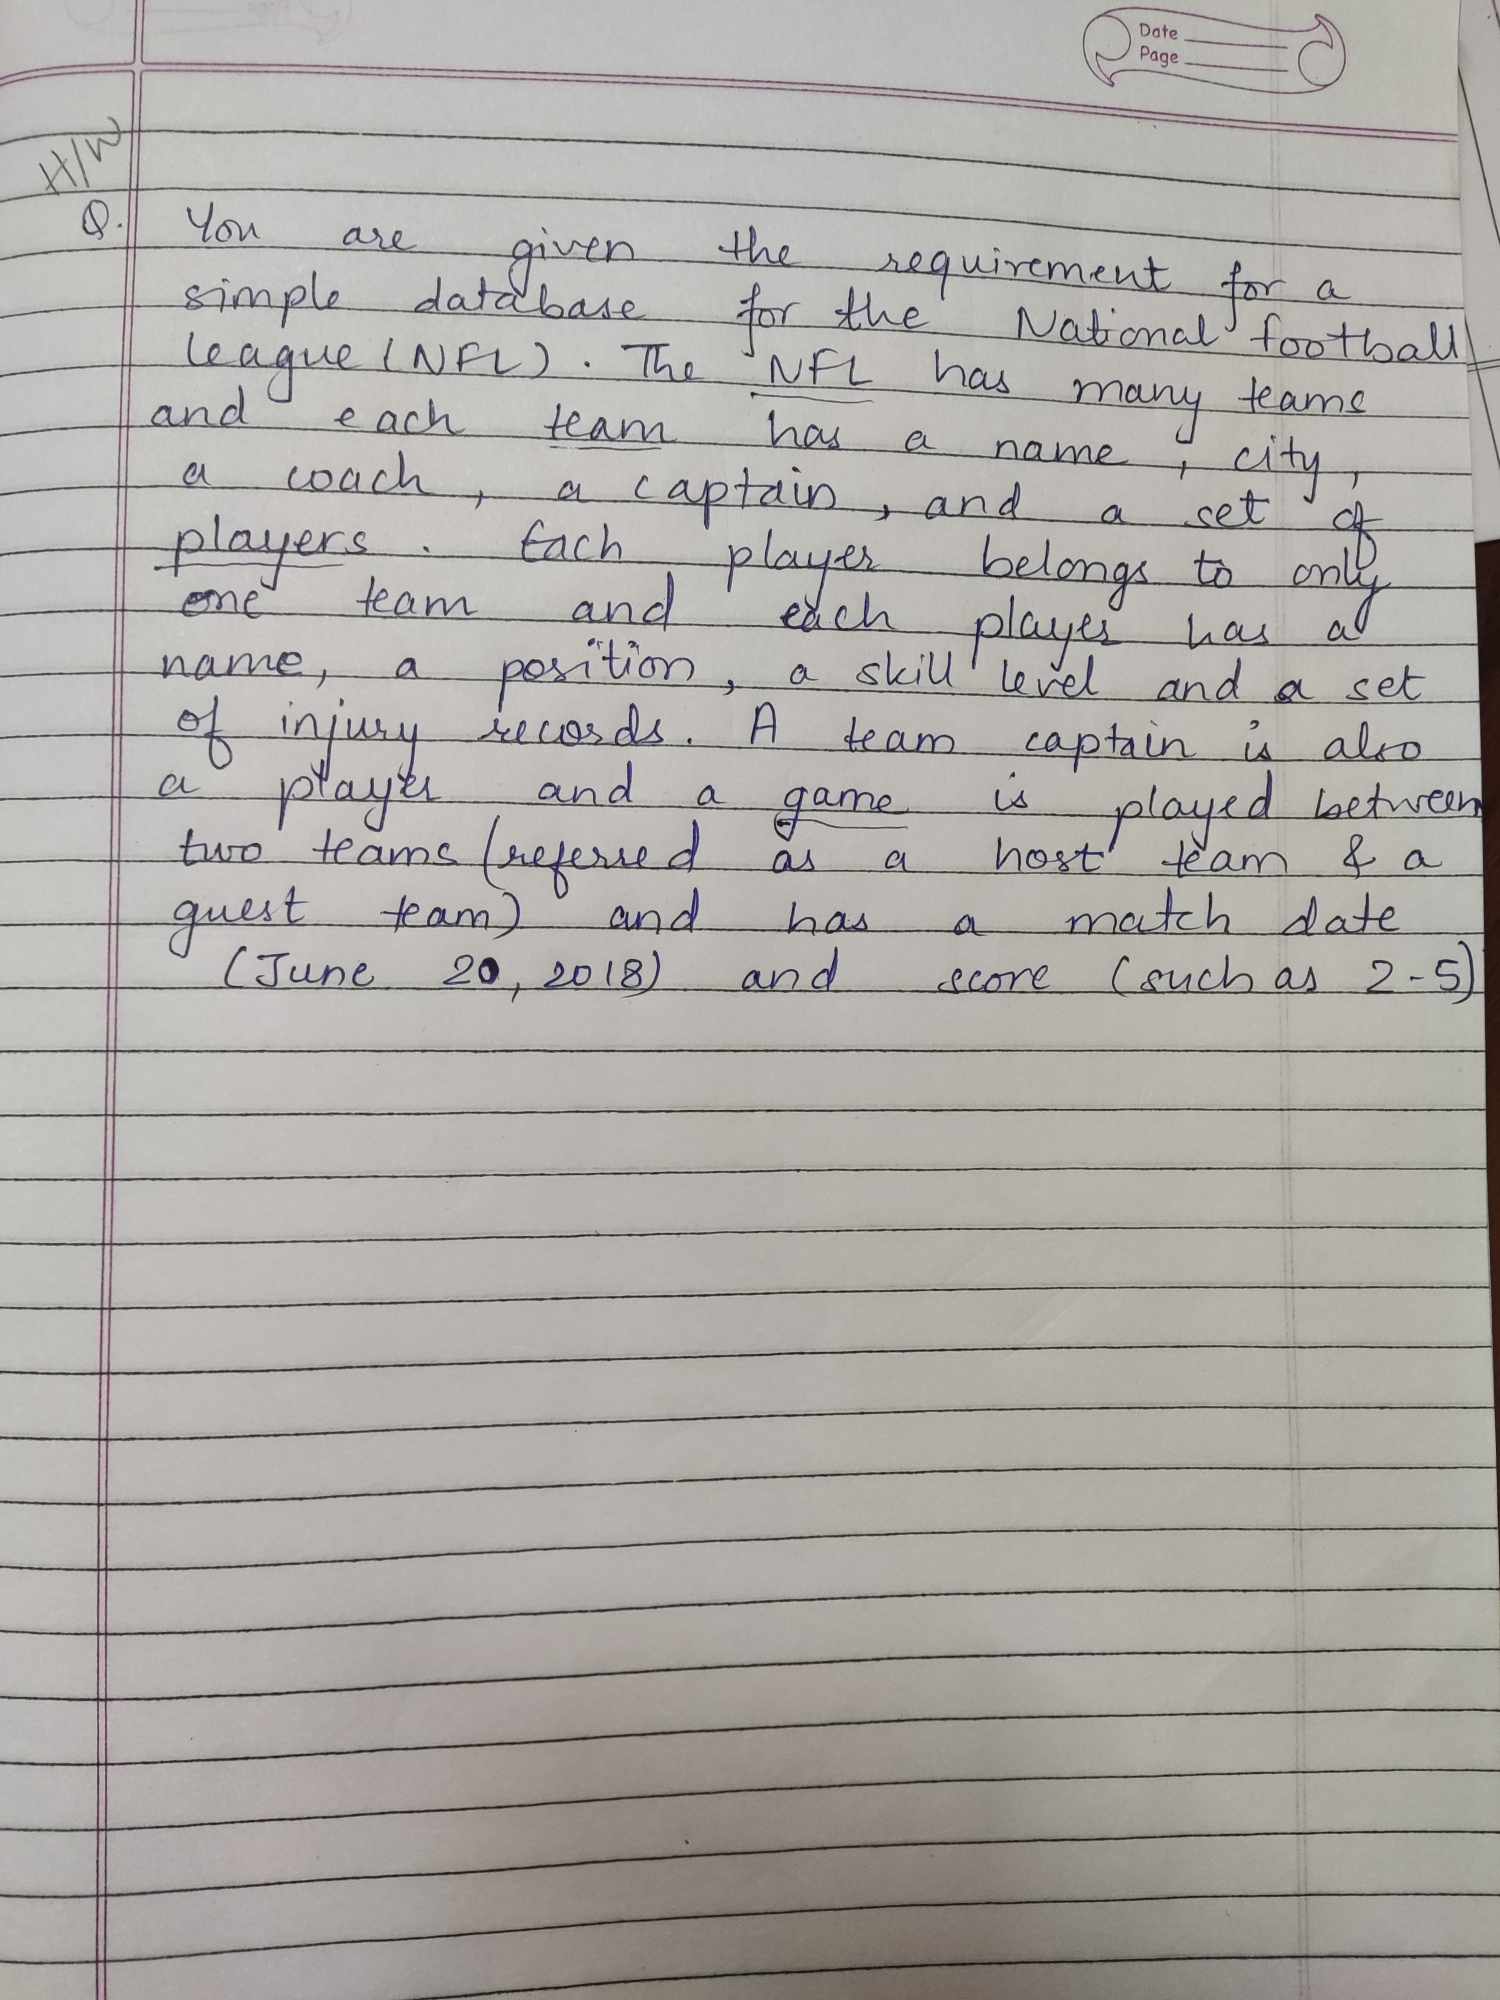 Date
Page
H/W
Q. You are given the requirement for a
simple database for the National football
league (NFL). The NFL has many teams
and each team has a name, city,
a coach, a captain, and a set of
players. Each player belongs to only
one team and each player has a
name, a position, a skill level and a set
of injury records. A team captain is also
a player and a game is played between
two teams (referred as a host team & a
guest team) and has a match date
(June 20, 2018) and score (such as 2-5)